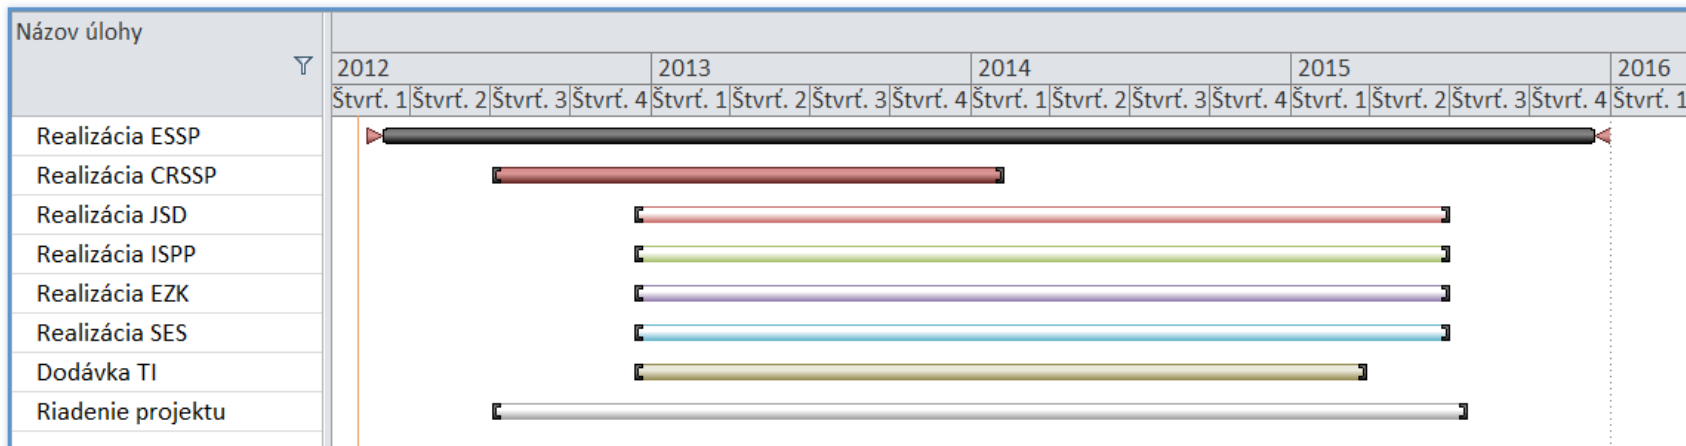 Názov úlohy
2012 2013 2014 2015 2016
Štvrť. 1 Štvrť. 2 Štvrť. 3 Štvrť. 4 Štvrť. 1 Štvrť. 2 Štvrť. 3 Štvrť. 4 Štvrť. 1 Štvrť. 2 Štvrť. 3 Štvrť. 4 Štvrť. 1 Štvrť. 2 Štvrť. 3 Štvrť. 4 Štvrť. 1
Realizácia ESSP
Realizácia CRSSP
Realizácia JSD
Realizácia ISPP
Realizácia EZK
Realizácia SES
Dodávka TI
Riadenie projektu